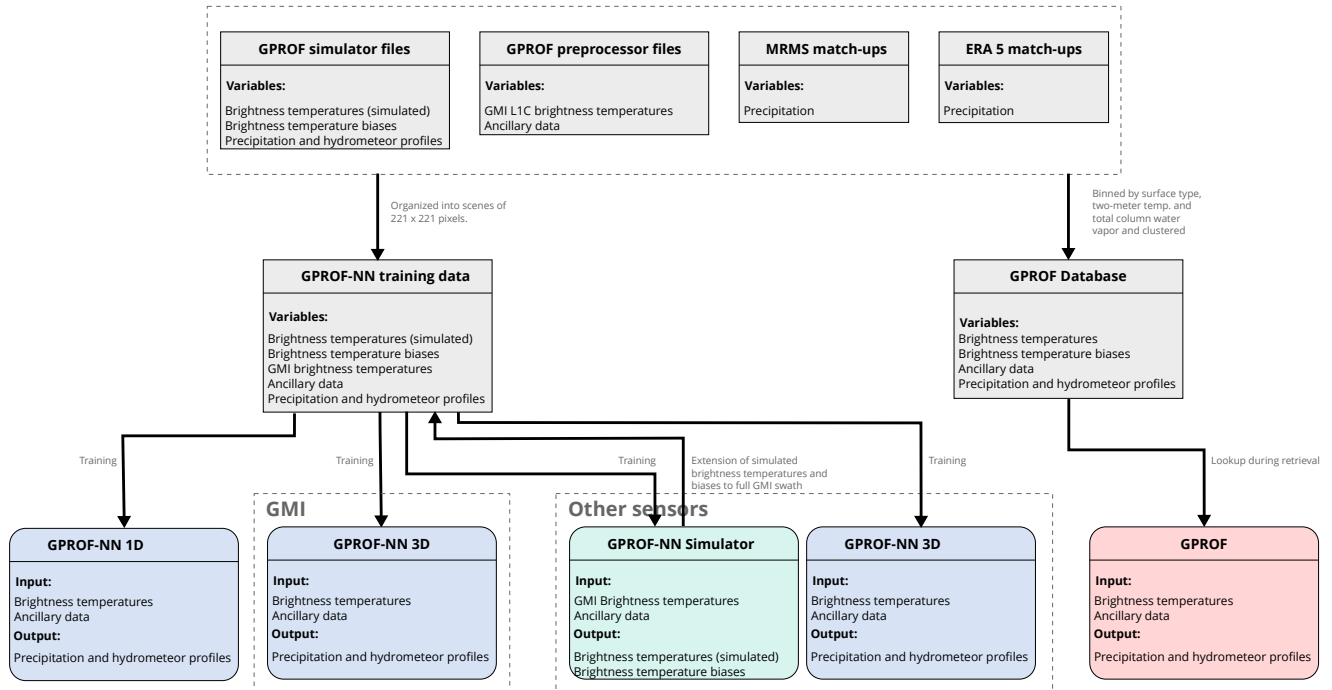 GPROF simulator files
Variables:
Brightness temperatures (simulated)
Brightness temperature biases
Precipitation and hydrometeor profiles
GPROF preprocessor files
Variables:
GMI L1C brightness temperatures
Ancillary data
MRMS match-ups
Variables:
Precipitation
ERA 5 match-ups
Variables:
Precipitation
Organized into scenes of
221 x 221 pixels.
Binned by surface type,
two-meter temp. and
total column water
vapor and clustered
GPROF-NN training data
Variables:
Brightness temperatures (simulated)
Brightness temperature biases
GMI brightness temperatures
Ancillary data
Precipitation and hydrometeor profiles
GPROF Database
Variables:
Brightness temperatures
Brightness temperature biases
Ancillary data
Precipitation and hydrometeor profiles
Training
Training
Training
Extension of simulated
brightness temperatures and
biases to full GMI swath
Training
Lookup during retrieval
GMI
Other sensors
GPROF-NN 1D
Input:
Brightness temperatures
Ancillary data
Output:
Precipitation and hydrometeor profiles
GPROF-NN 3D
Input:
Brightness temperatures
Ancillary data
Output:
Precipitation and hydrometeor profiles
GPROF-NN Simulator
Input:
GMI Brightness temperatures
Ancillary data
Output:
Brightness temperatures (simulated)
Brightness temperature biases
GPROF-NN 3D
Input:
Brightness temperatures
Ancillary data
Output:
Precipitation and hydrometeor profiles
GPROF
Input:
Brightness temperatures
Ancillary data
Output:
Precipitation and hydrometeor profiles